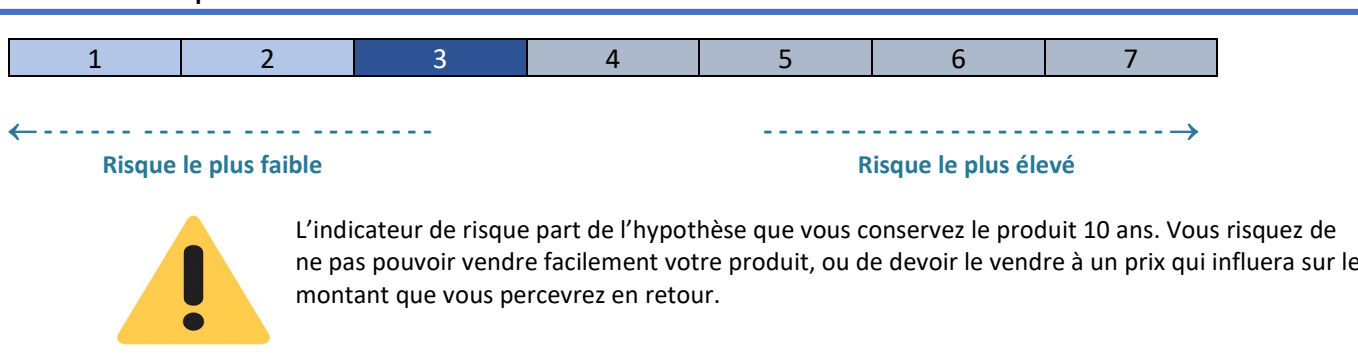 1 2 3 4 5 6 7
Risque le plus faible Risque le plus élevé
L’indicateur de risque part de l’hypothèse que vous conservez le produit 10 ans. Vous risquez de
ne pas pouvoir vendre facilement votre produit, ou de devoir le vendre à un prix qui influera sur le
montant que vous percevrez en retour.